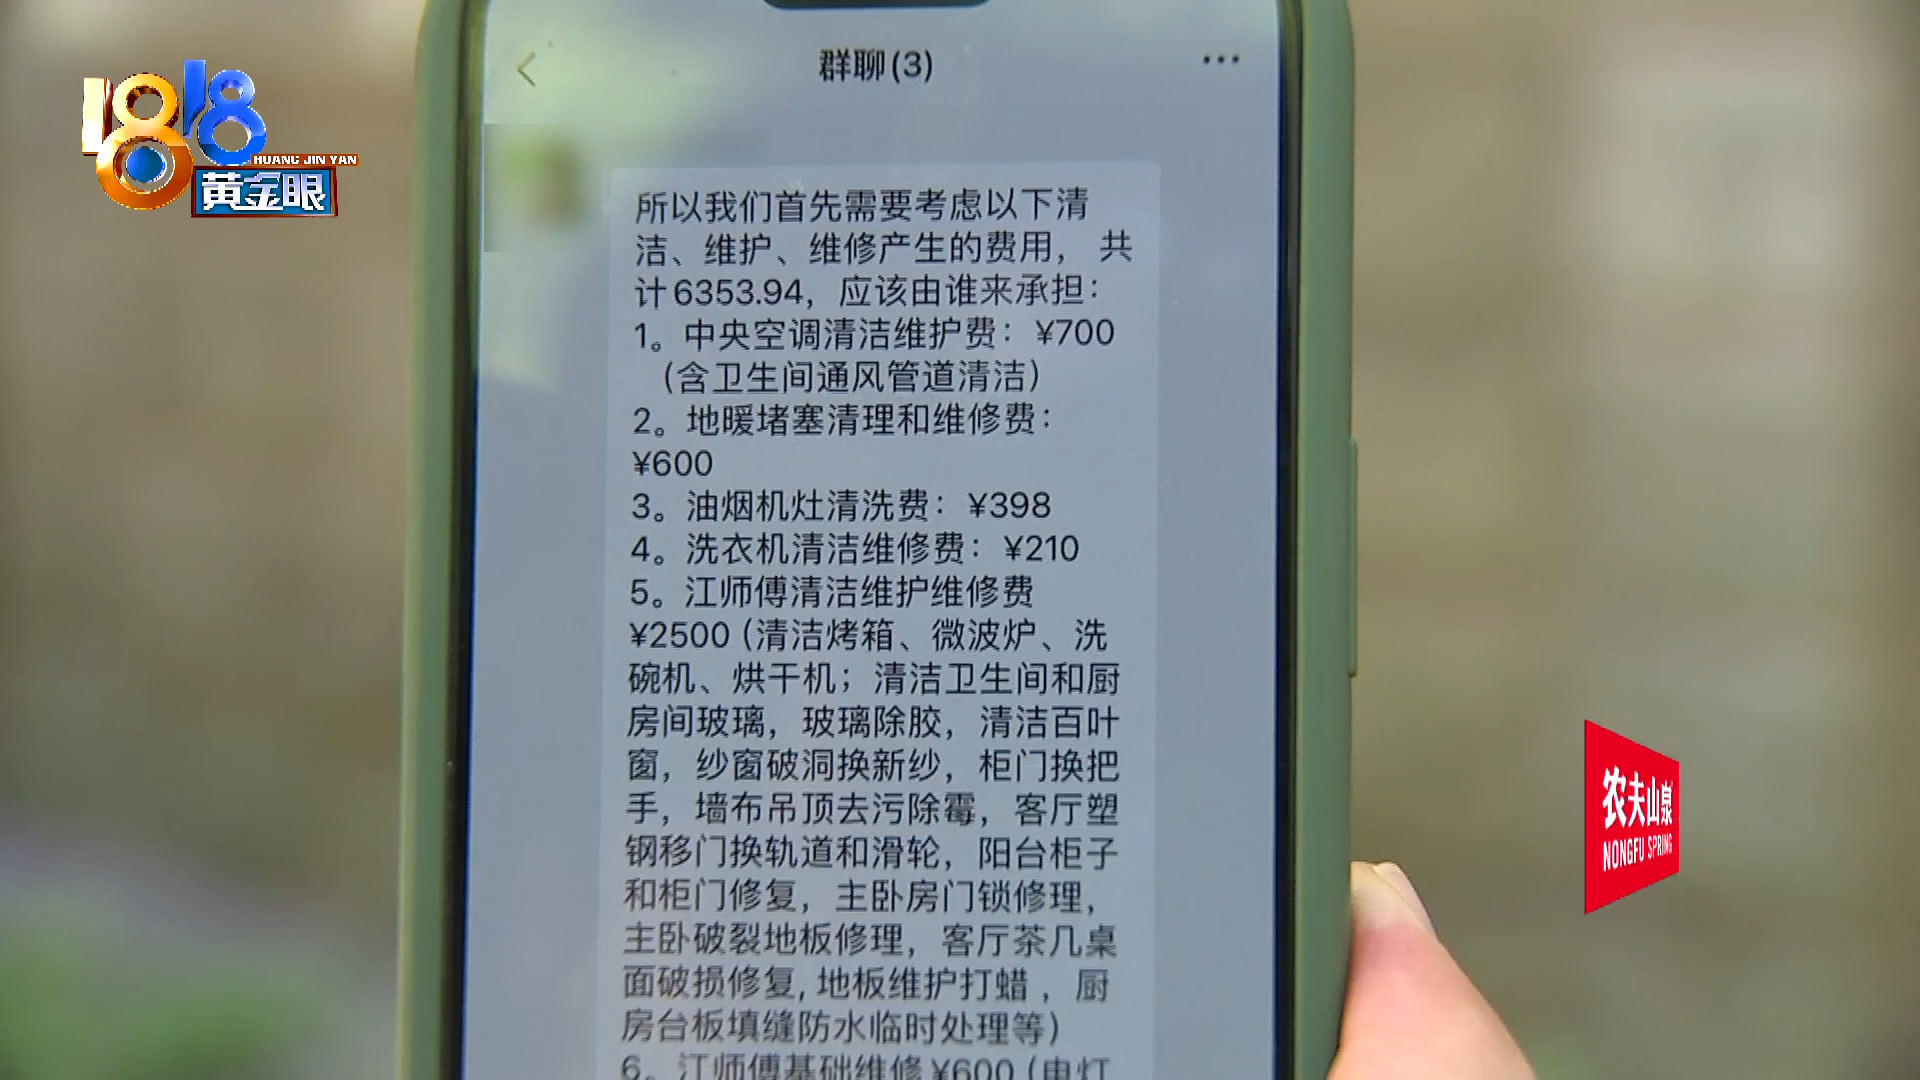 1818
HUANG JIN YAN
黄金眼
群聊(3)
所以我们首先需要考虑以下清
洁、维护、维修产生的费用，共
计6353.94，应该由谁来承担：
1。中央空调清洁维护费：¥700
（含卫生间通风管道清洁）
2。地暖堵塞清理和维修费：
¥600
3。油烟机灶清洗费：¥398
4。洗衣机清洁维修费：¥210
5。江师傅清洁维护维修费
¥2500（清洁烤箱、微波炉、洗
碗机、烘干机；清洁卫生间和厨
房间玻璃，玻璃除胶，清洁百叶
窗，纱窗破洞换新纱，柜门换把
手，墙布吊顶去污除霉，客厅塑
钢移门换轨道和滑轮，阳台柜子
和柜门修复，主卧房门锁修理，
主卧破裂地板修理，客厅茶几桌
面破损修复,地板维护打蜡，厨
房台板填缝防水临时处理等）
6。江师傅基础维修¥600（电灯
农夫山泉
NONGFU SPRING